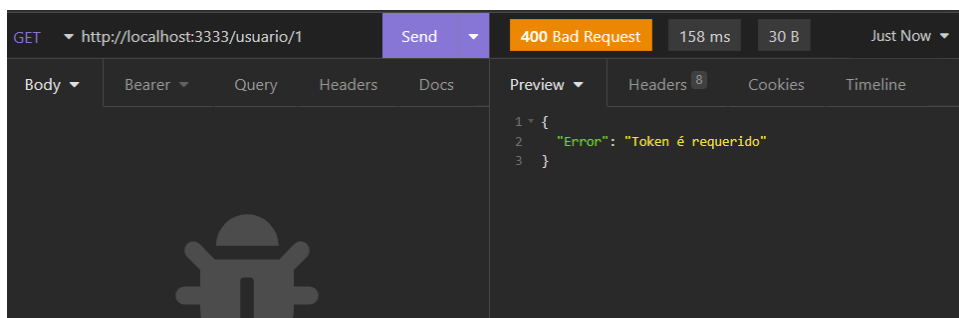 GET http://localhost:3333/usuario/1 Send 400 Bad Request 158 ms 30 B Just Now
Body Bearer Query Headers Docs Preview Headers 8 Cookies Timeline
1 {
2 "Error": "Token é requerido"
3 }